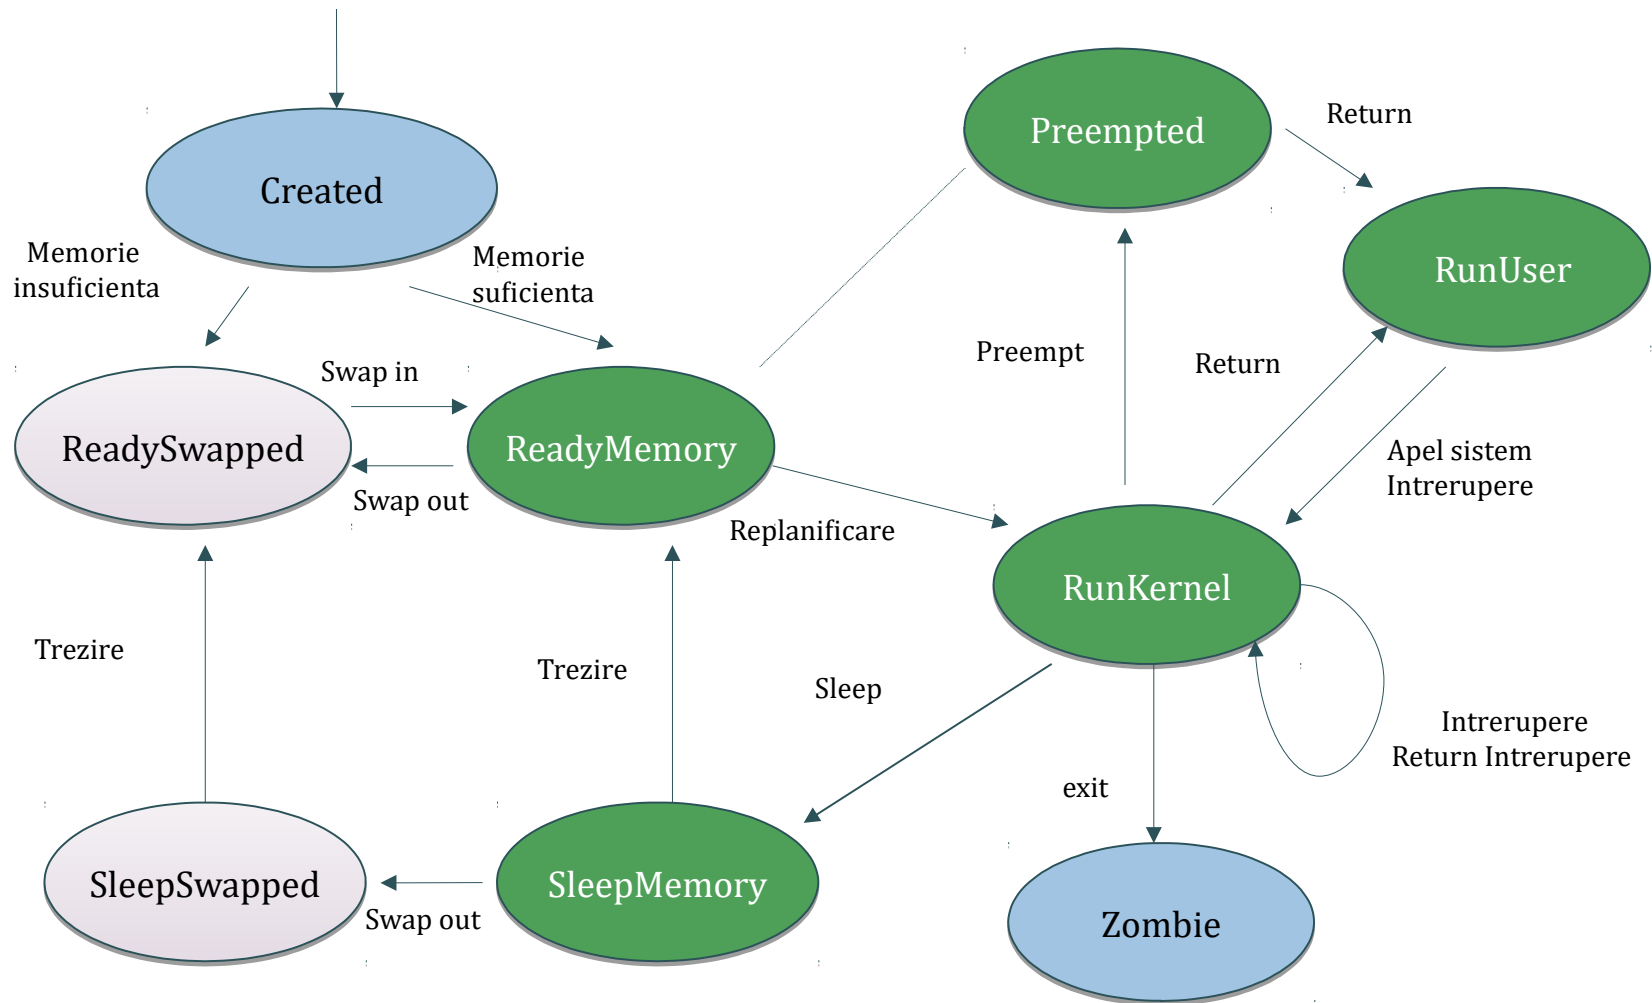 Preempted
Return
Created
Memorie
insuficienta
Memorie
suficienta
RunUser
Preempt
Return
Swap in
ReadySwapped
ReadyMemory
Apel sistem
Intrerupere
Swap out
Replanificare
RunKernel
Trezire
Trezire
Sleep
Intrerupere
Return Intrerupere
exit
SleepSwapped
Swap out
SleepMemory
Zombie